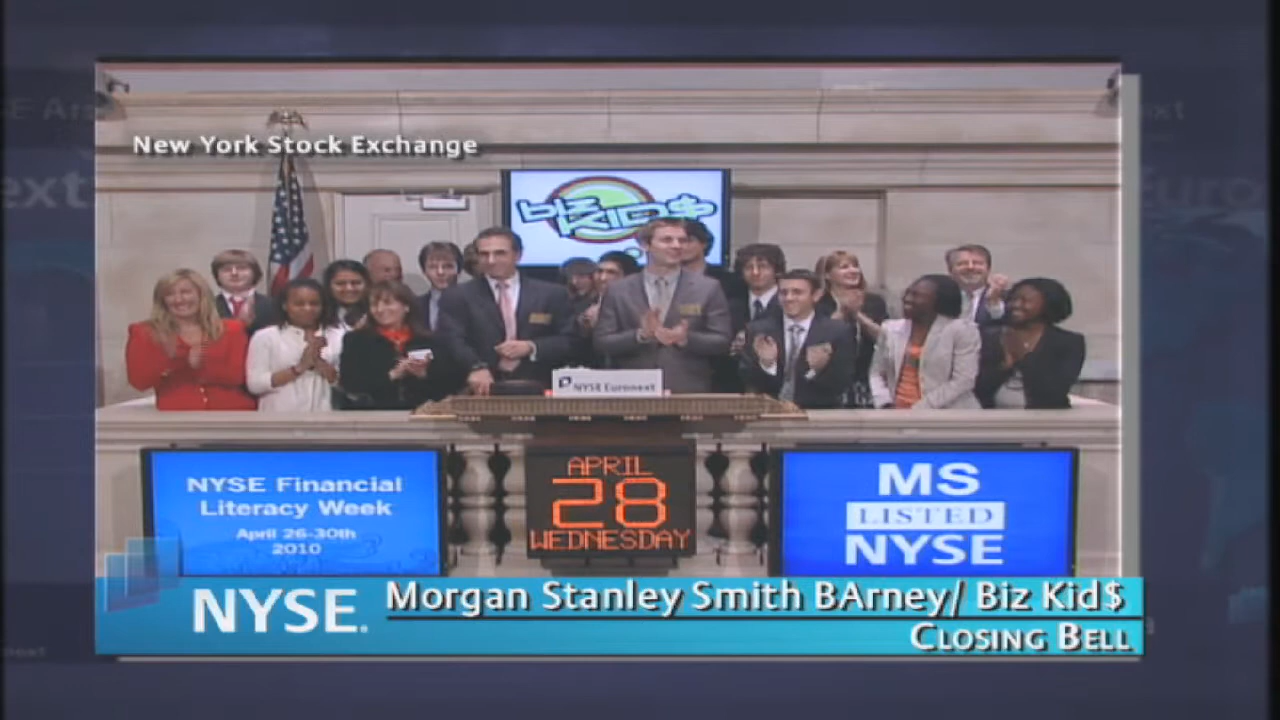 New York Stock Exchange
BIZ
KID$
NYSE Euronext
NYSE Financial
Literacy Week
April 26-30th
2010
APRIL
28
WEDNESDAY
MS
LISTED
NYSE
NYSE.
Morgan Stanley Smith BArney/ Biz Kid$
Closing Bell